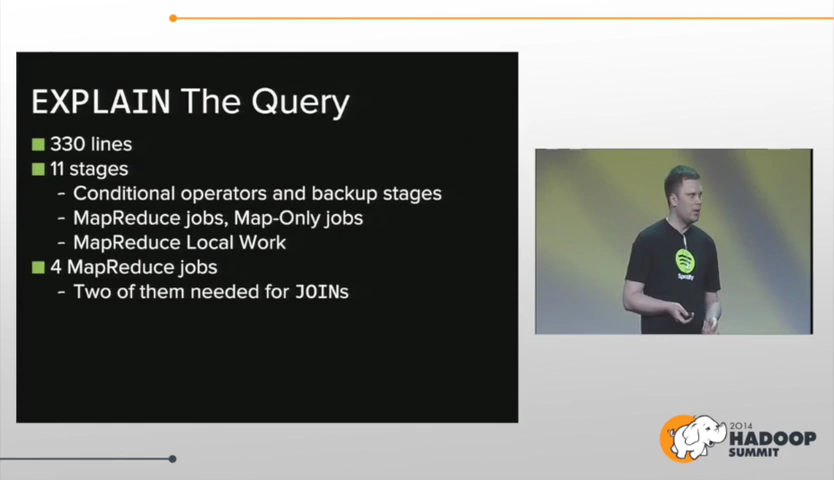 EXPLAIN The Query
330 lines
11 stages
- Conditional operators and backup stages
- MapReduce jobs, Map-Only jobs
- MapReduce Local Work
4 MapReduce jobs
- Two of them needed for JOINs
Spotify
2014
HADOOP
SUMMIT